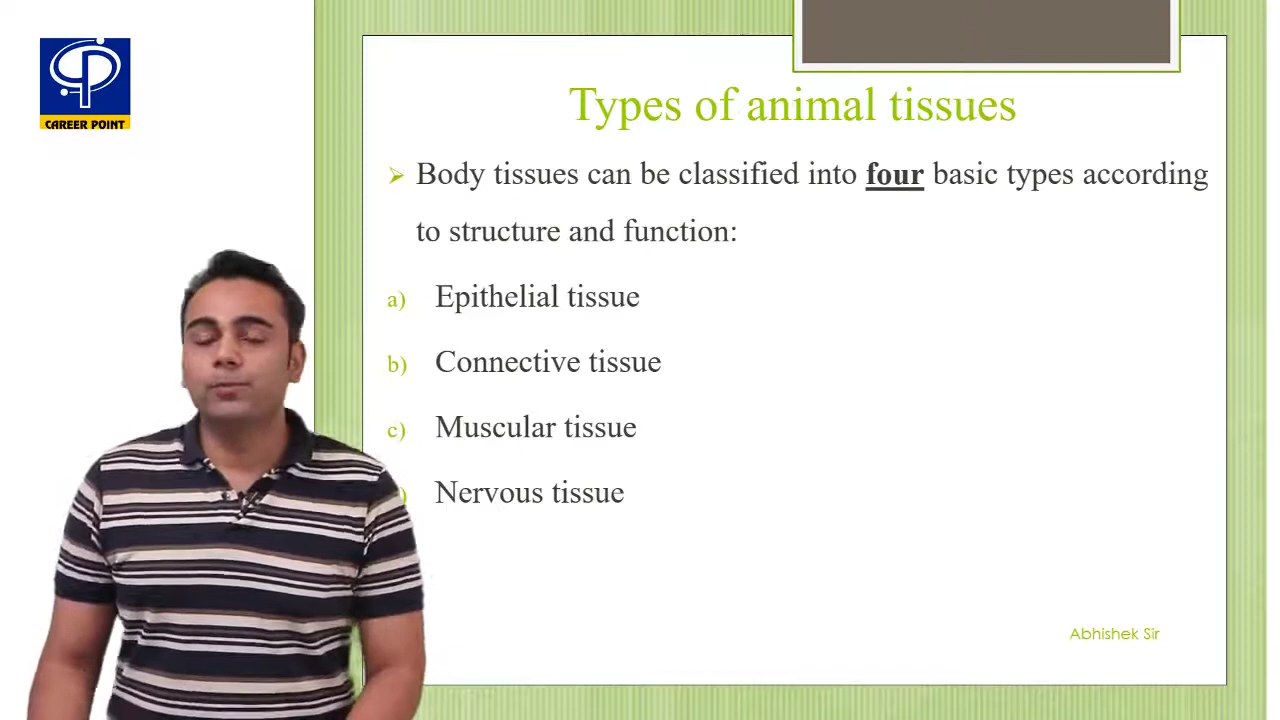 CAREER POINT
Types of animal tissues
Body tissues can be classified into four basic types according
to structure and function:
a) Epithelial tissue
b) Connective tissue
c) Muscular tissue
Nervous tissue
Abhishek Sir